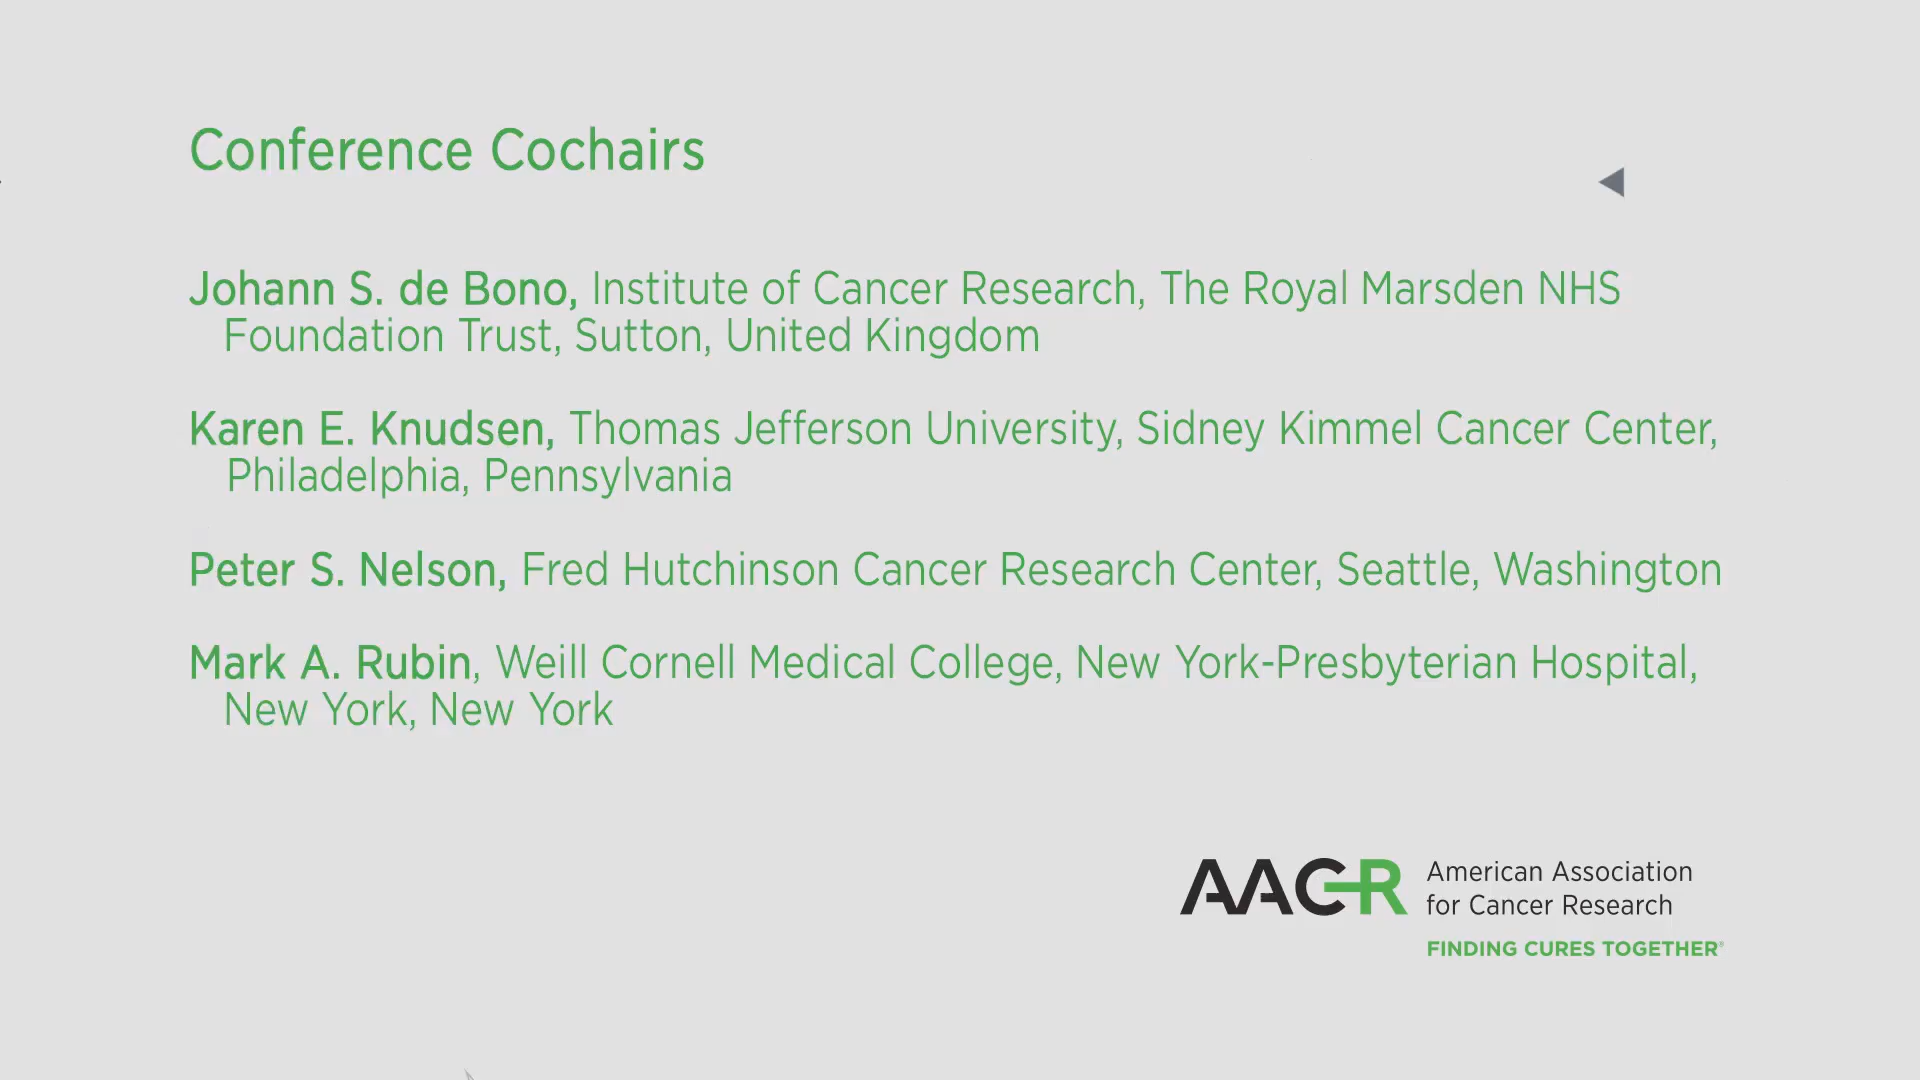 Conference Cochairs
Johann S. de Bono, Institute of Cancer Research, The Royal Marsden NHS
Foundation Trust, Sutton, United Kingdom
Karen E. Knudsen, Thomas Jefferson University, Sidney Kimmel Cancer Center,
Philadelphia, Pennsylvania
Peter S. Nelson, Fred Hutchinson Cancer Research Center, Seattle, Washington
Mark A. Rubin, Weill Cornell Medical College, New York-Presbyterian Hospital,
New York, New York
AACR American Association
for Cancer Research
FINDING CURES TOGETHER®